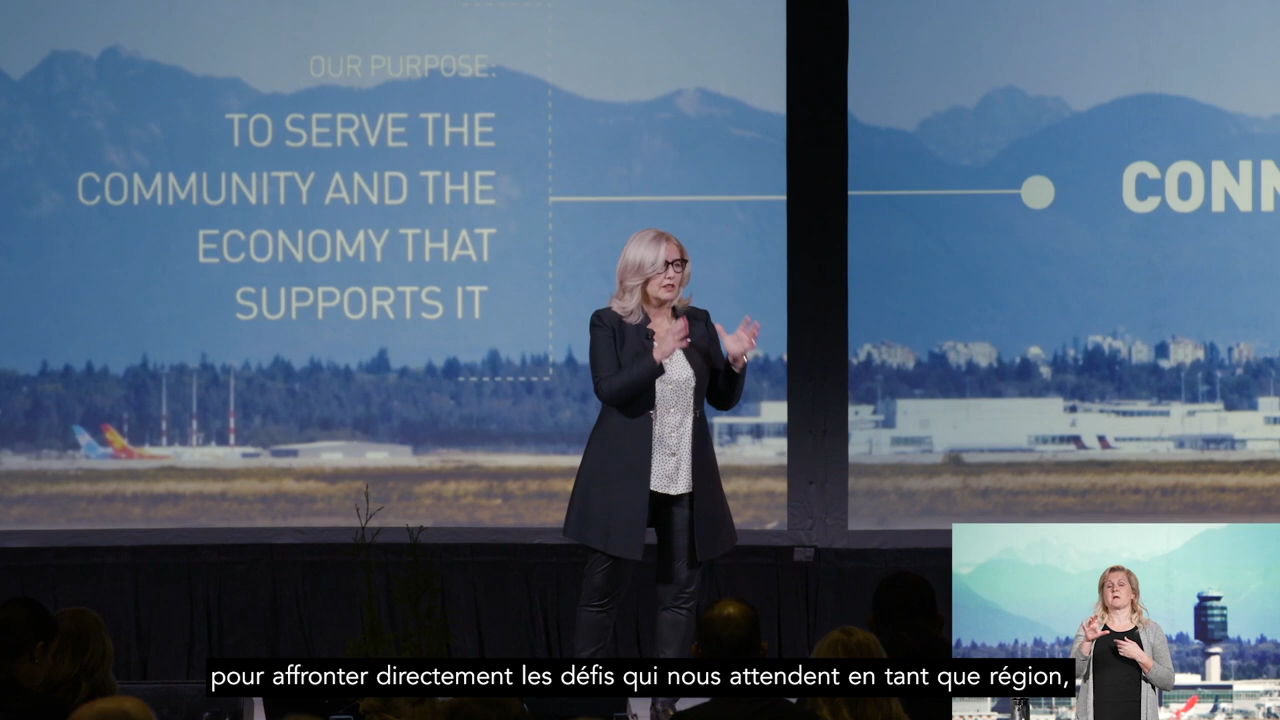 OUR PURPOSE:
TO SERVE THE
COMMUNITY AND THE
ECONOMY THAT
SUPPORTS IT
CONN
pour affronter directement les défis qui nous attendent en tant que région,